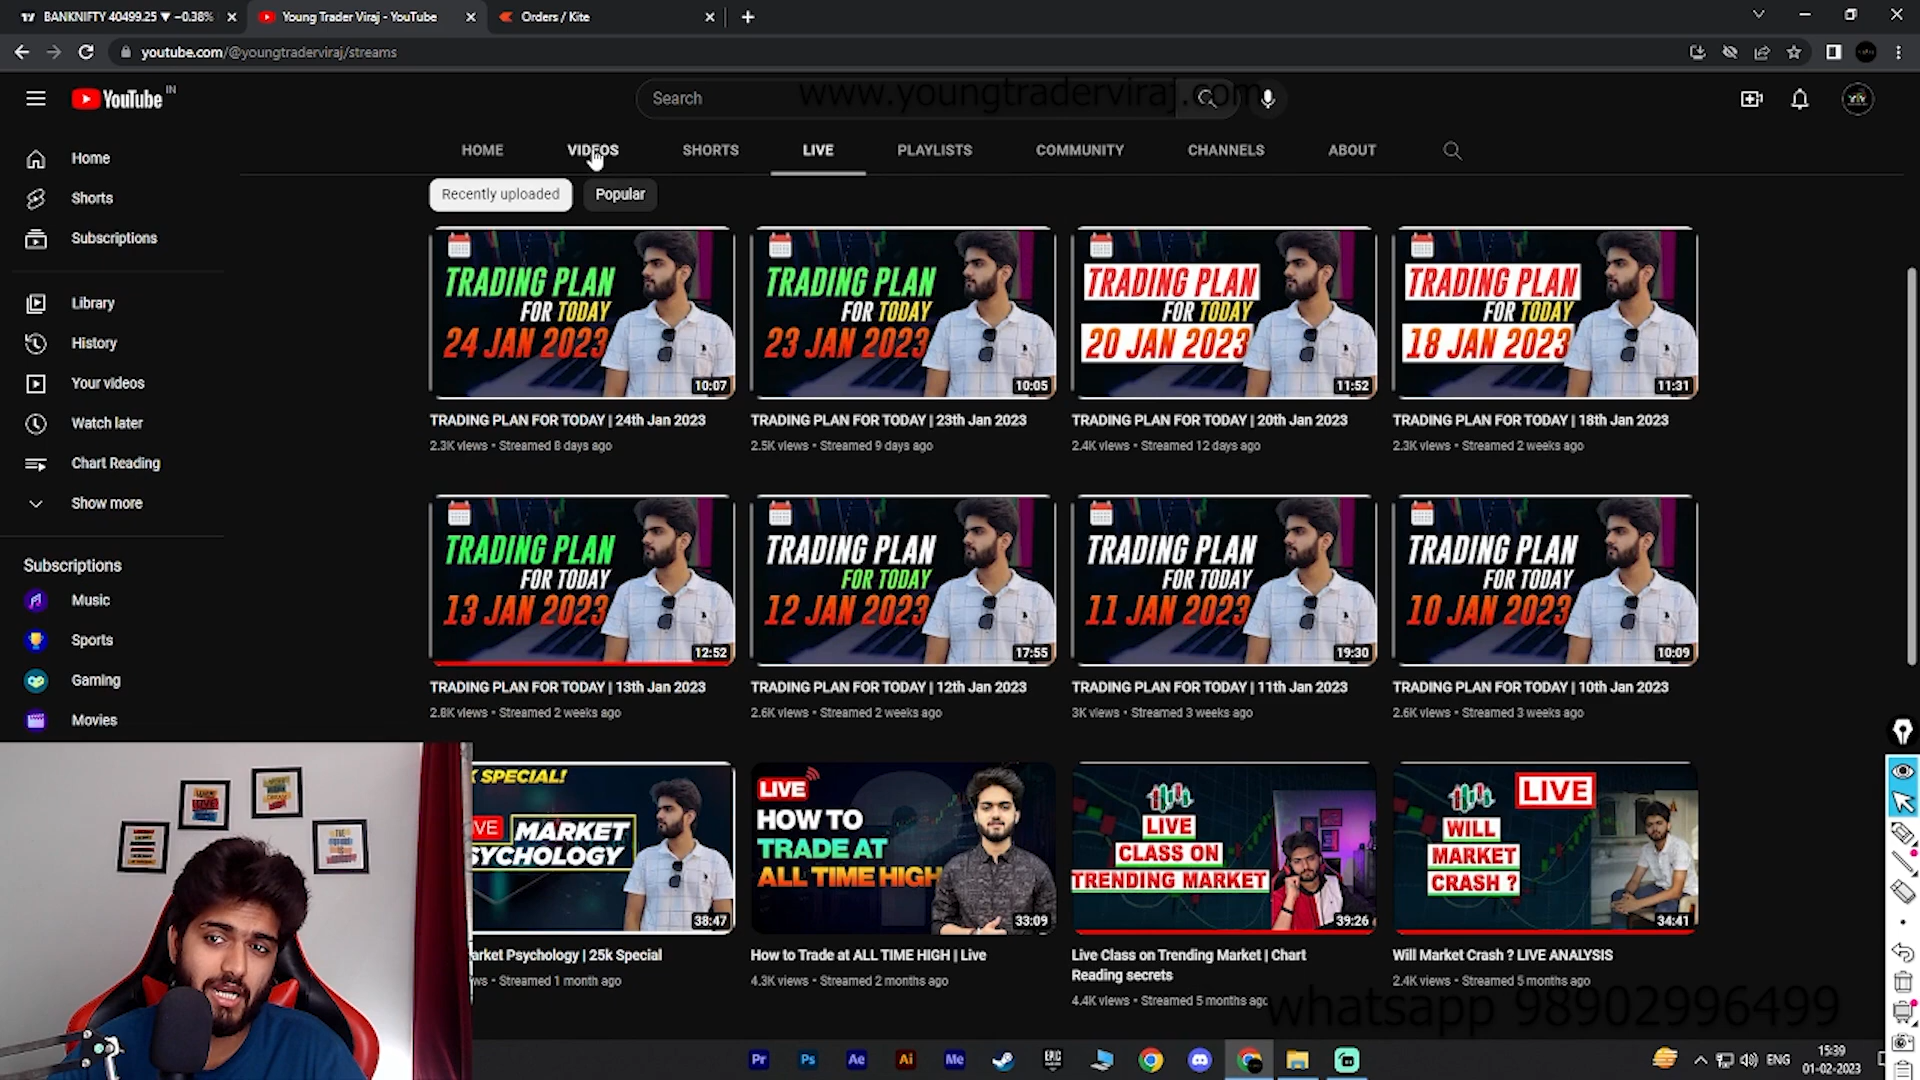 BANKNIFTY 40499.25 ▼ −0.38%
Young Trader Viraj - YouTube
Orders / Kite
youtube.com/@youngtraderviraj/streams
YouTube IN
Search
www.youngtraderviraj.com
HOME
VIDEOS
SHORTS
LIVE
PLAYLISTS
COMMUNITY
CHANNELS
ABOUT
Recently uploaded
Popular
Home
Shorts
Subscriptions
Library
History
Your videos
Watch later
Chart Reading
Show more
Subscriptions
Music
Sports
Gaming
Movies
TRADING PLAN
FOR TODAY
24 JAN 2023
10:07
TRADING PLAN FOR TODAY | 24th Jan 2023
2.3K views • Streamed 8 days ago
TRADING PLAN
FOR TODAY
23 JAN 2023
10:05
TRADING PLAN FOR TODAY | 23th Jan 2023
2.5K views • Streamed 9 days ago
TRADING PLAN
FOR TODAY
20 JAN 2023
11:52
TRADING PLAN FOR TODAY | 20th Jan 2023
2.4K views • Streamed 12 days ago
TRADING PLAN
FOR TODAY
18 JAN 2023
11:31
TRADING PLAN FOR TODAY | 18th Jan 2023
2.3K views • Streamed 2 weeks ago
TRADING PLAN
FOR TODAY
13 JAN 2023
12:52
TRADING PLAN FOR TODAY | 13th Jan 2023
2.8K views • Streamed 2 weeks ago
TRADING PLAN
FOR TODAY
12 JAN 2023
17:55
TRADING PLAN FOR TODAY | 12th Jan 2023
2.6K views • Streamed 2 weeks ago
TRADING PLAN
FOR TODAY
11 JAN 2023
19:30
TRADING PLAN FOR TODAY | 11th Jan 2023
3K views • Streamed 3 weeks ago
TRADING PLAN
FOR TODAY
10 JAN 2023
10:09
TRADING PLAN FOR TODAY | 10th Jan 2023
2.6K views • Streamed 3 weeks ago
K SPECIAL!
VE MARKET
SYCHOLOGY
38:47
arket Psychology | 25k Special
ws • Streamed 1 month ago
LIVE
HOW TO
TRADE AT
ALL TIME HIGH
33:09
How to Trade at ALL TIME HIGH | Live
4.3K views • Streamed 2 months ago
LIVE
CLASS ON
TRENDING MARKET
39:26
Live Class on Trending Market | Chart
Reading secrets
4.4K views • Streamed 5 months ago
LIVE
WILL
MARKET
CRASH ?
34:41
Will Market Crash ? LIVE ANALYSIS
2.4K views • Streamed 5 months ago
whatsapp 98902996499
Pr
Ps
Ae
Ai
Me
EPIC
GAMES
ENG
15:39
01-02-2023